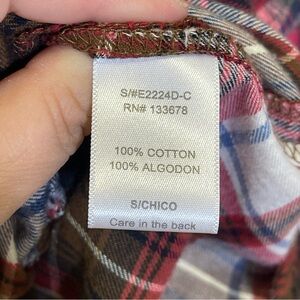 S/#E2224D-C
RN# 133678
100% COTTON
100% ALGODON
S/CHICO
Care in the back